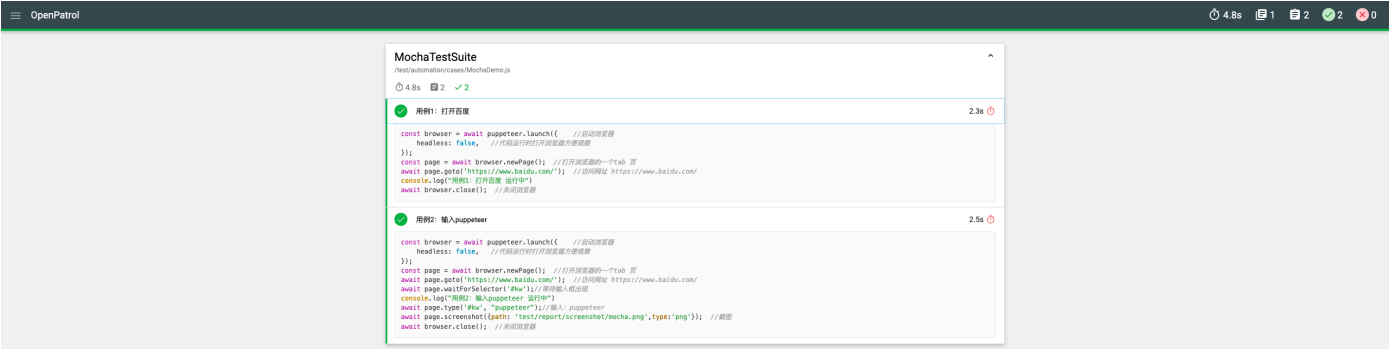 OpenPatrol
4.8s 1 2 2 0
MochaTestSuite
/test/automation/cases/MochaDemo.js
4.8s 2 2
用例1：打开百度 2.3s
const browser = await puppeteer.launch({    //启动浏览器
    headless: false,   //代码运行时打开浏览器方便观察
});
const page = await browser.newPage();  //打开浏览器的一个tab 页
await page.goto('https://www.baidu.com/');  //访问网址 https://www.baidu.com/
console.log("用例1：打开百度 运行中")
await browser.close();  //关闭浏览器
用例2：输入puppeteer 2.5s
const browser = await puppeteer.launch({    //启动浏览器
    headless: false,   //代码运行时打开浏览器方便观察
});
const page = await browser.newPage();  //打开浏览器的一个tab 页
await page.goto('https://www.baidu.com/');  //访问网址 https://www.baidu.com/
await page.waitForSelector('#kw');//等待输入框出现
console.log("用例2：输入puppeteer 运行中")
await page.type('#kw', "puppeteer");//输入：puppeteer
await page.screenshot({path: 'test/report/screenshot/mocha.png',type:'png'});  //截图
await browser.close();  //关闭浏览器